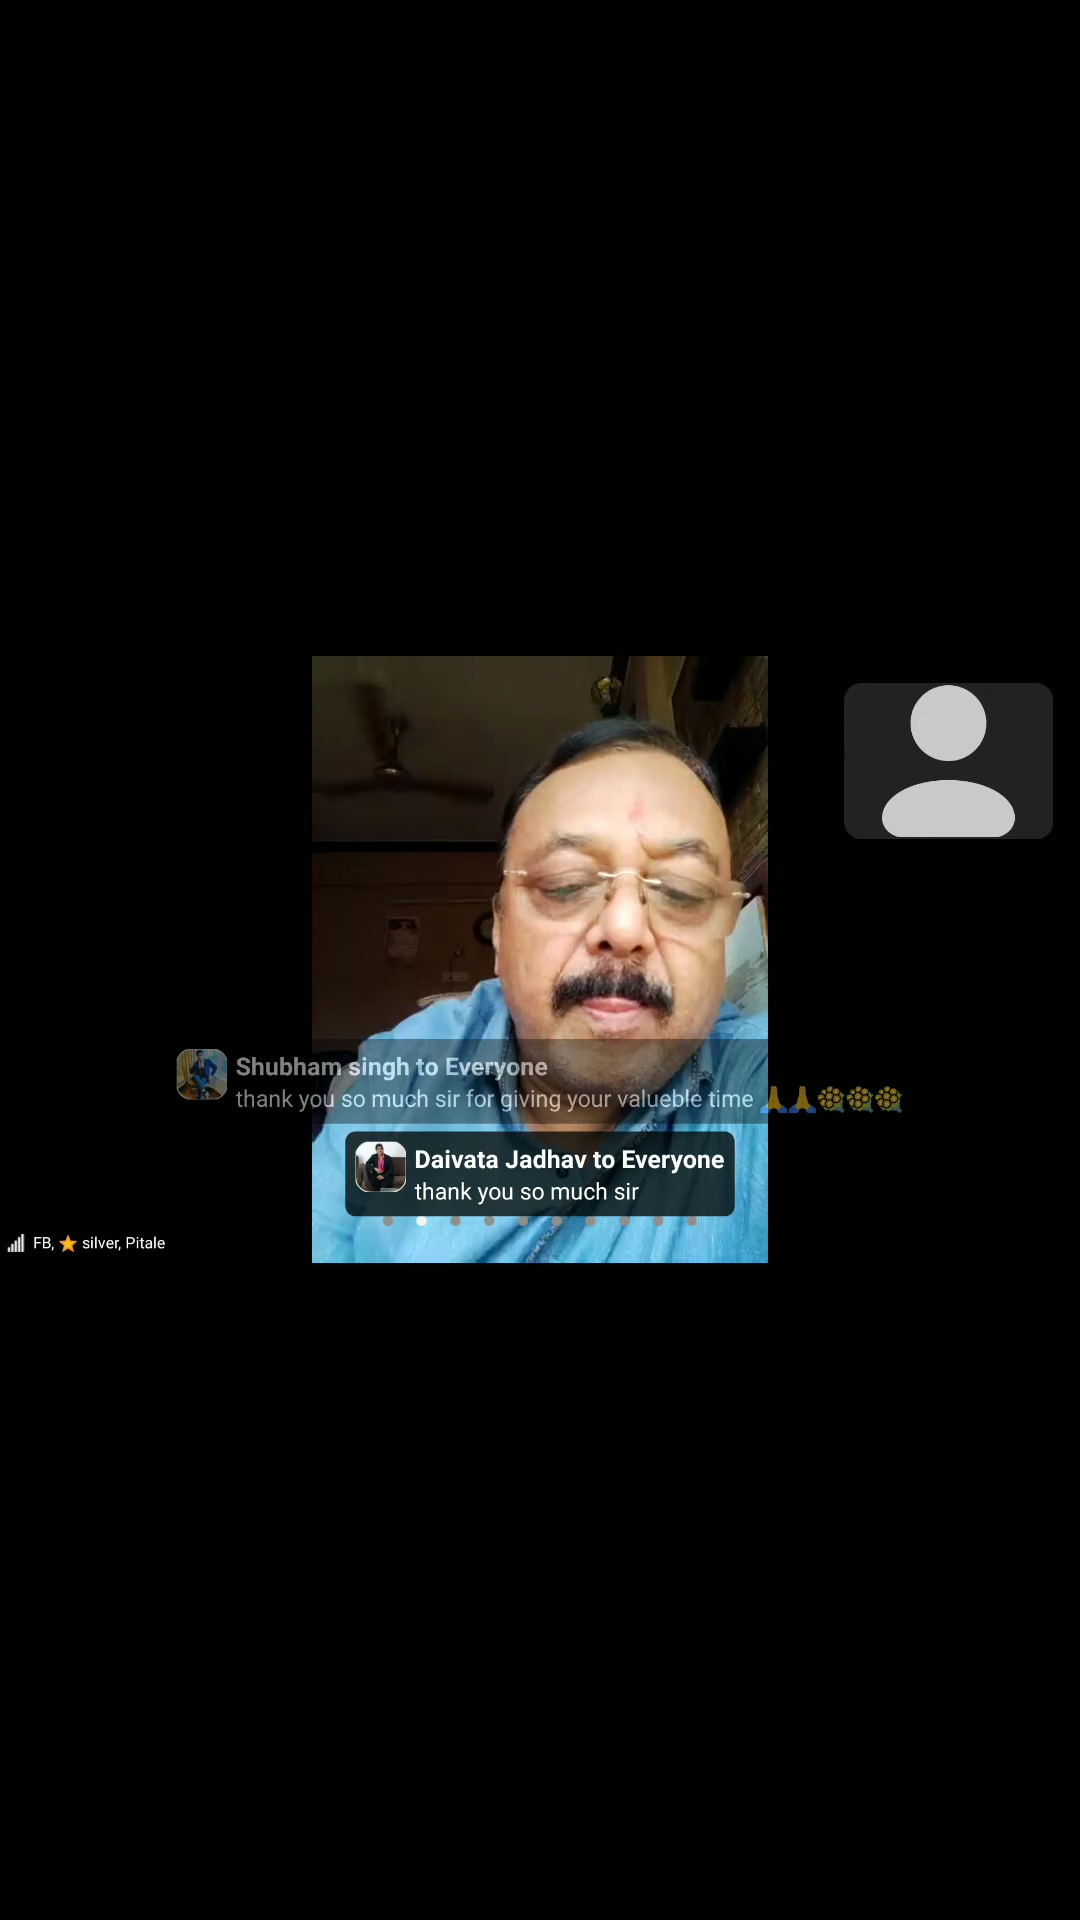 Shubham singh to Everyone
thank you so much sir for giving your valueble time 🙏🙏💐💐💐
Daivata Jadhav to Everyone
thank you so much sir
FB, ⭐ silver, Pitale